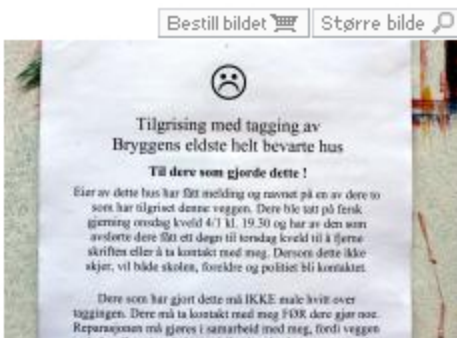 Bestill bildet
Større bilde
Tilgrising med tagging av
Bryggens eldste helt bevarte hus
Til dere som gjorde dette !
Eier av dette hus har fått melding og navnet på en av dere to
som har tilgriset denne veggen. Dere ble tatt på fersk
gjerning onsdag kveld 4/1 kl. 19.30 og har av den som
avslørte dere fått ett døgn til torsdag kveld til å fjerne
skriften eller å ta kontakt med meg. Dersom dette ikke
skjer, vil både skolen, foreldre og politiet bli kontaktet.
Dere som har gjort dette må IKKE male hvitt over
taggingen. Dere må ta kontakt med meg FØR dere gjør noe.
Reparasjonen må gjøres i samarbeid med meg, fordi veggen